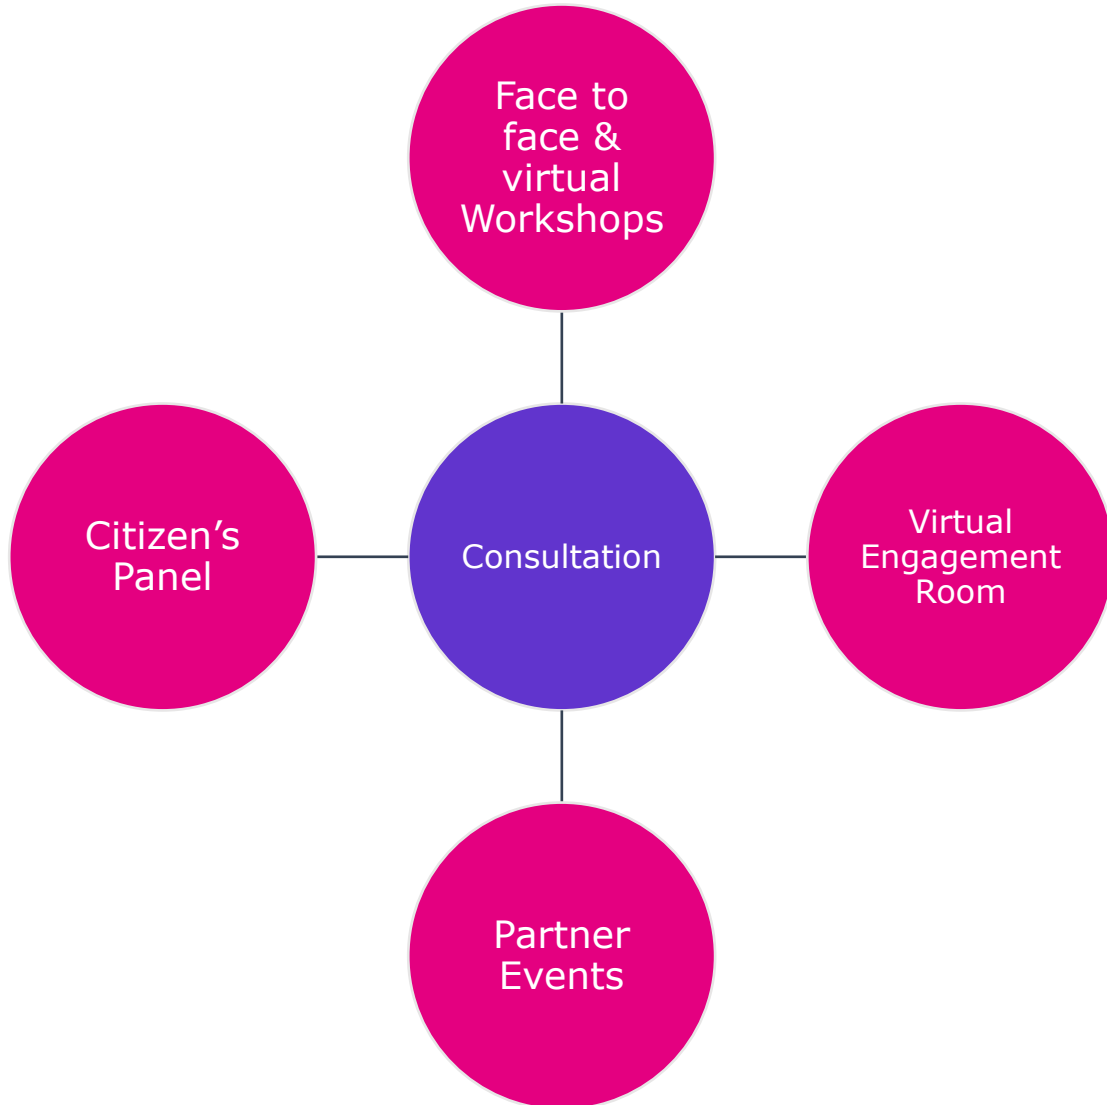 Face to
face &
virtual
Workshops
Citizen’s
Panel
Consultation
Virtual
Engagement
Room
Partner
Events